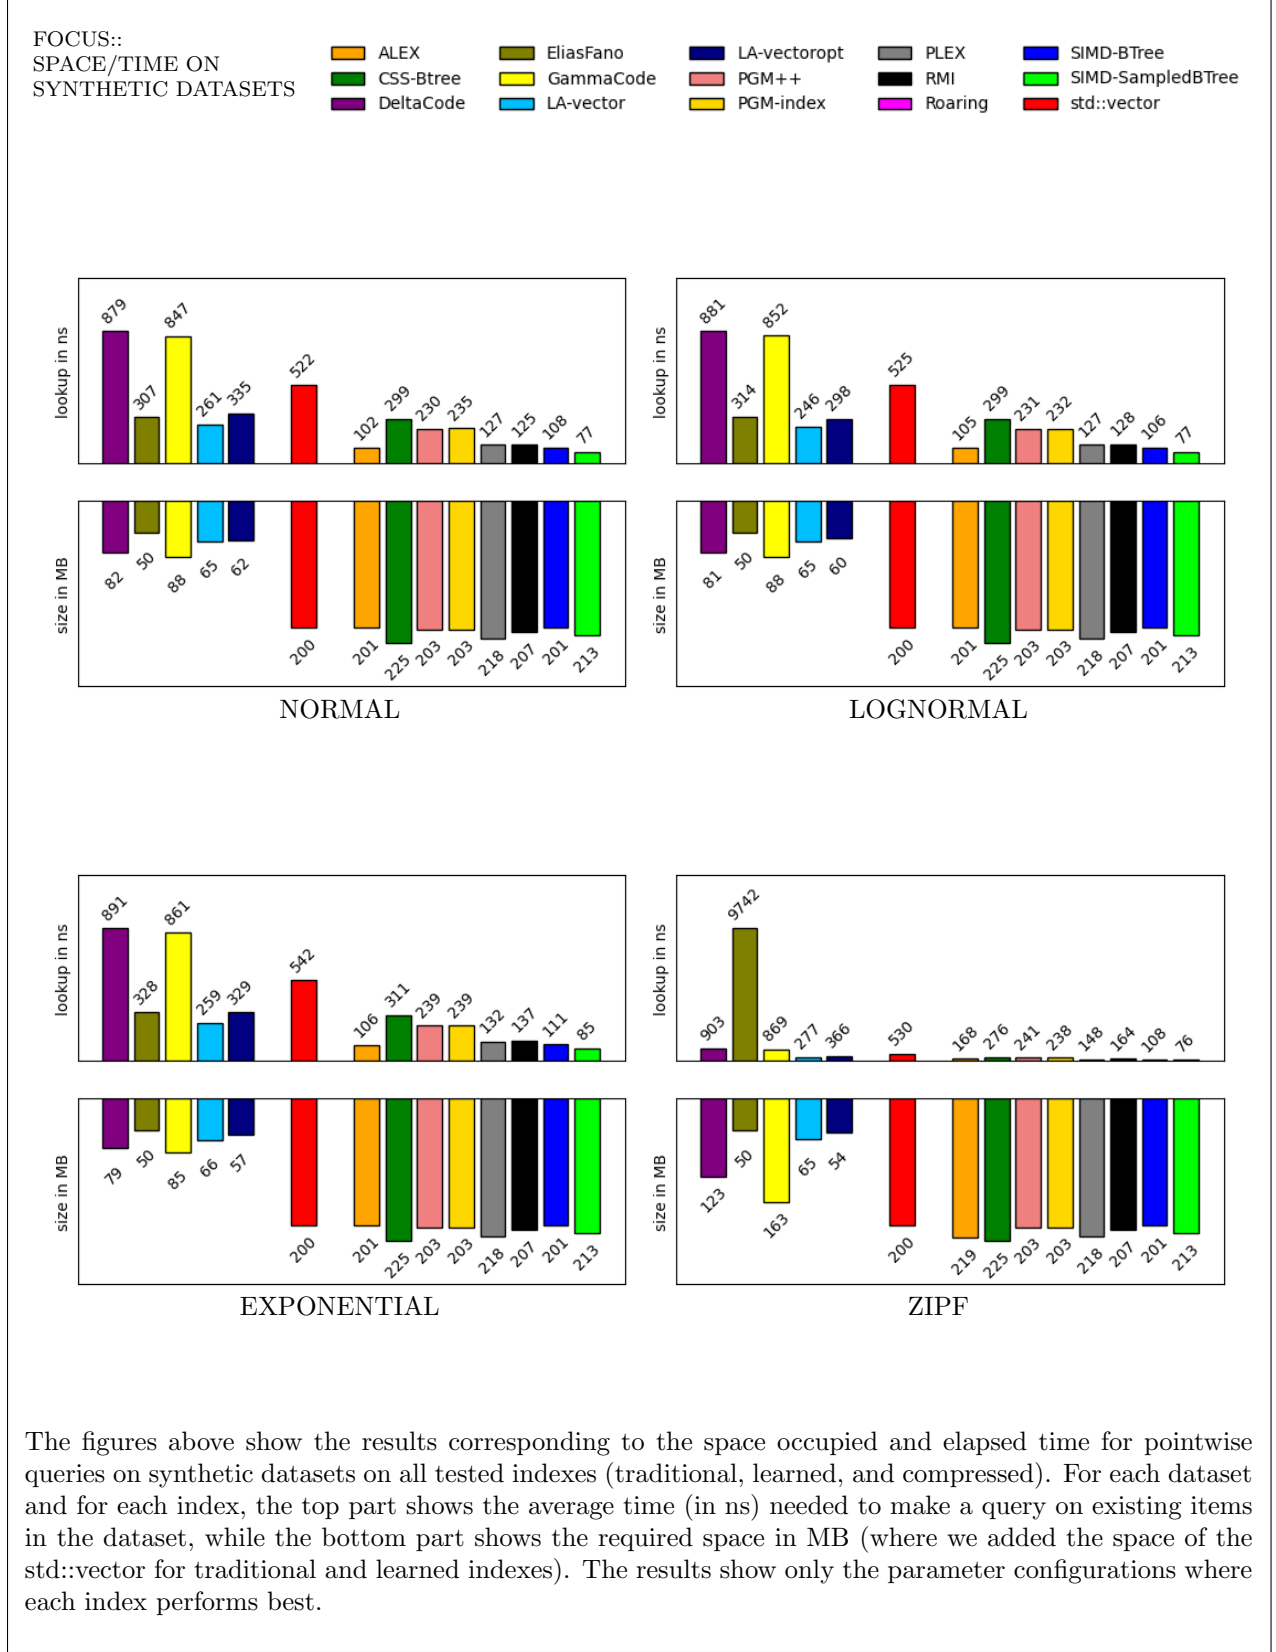 FOCUS::
SPACE/TIME ON
SYNTHETIC DATASETS
ALEX EliasFano LA-vectoropt PLEX SIMD-BTree
CSS-Btree GammaCode PGM++ RMI SIMD-SampledBTree
DeltaCode LA-vector PGM-index Roaring std::vector
lookup in ns
879 307 847 261 335 522 102 299 230 235 127 125 108 77
size in MB
82 50 88 65 62 200 201 225 203 203 218 207 201 213
NORMAL
lookup in ns
881 314 852 246 298 525 105 299 231 232 127 128 106 77
size in MB
81 50 88 65 60 200 201 225 203 203 218 207 201 213
LOGNORMAL
lookup in ns
891 328 861 259 329 542 106 311 239 239 132 137 111 85
size in MB
79 50 85 66 57 200 201 225 203 203 218 207 201 213
EXPONENTIAL
lookup in ns
903 9742 869 277 366 530 168 276 241 238 148 164 108 76
size in MB
123 50 163 65 54 200 219 225 203 203 218 207 201 213
ZIPF
The figures above show the results corresponding to the space occupied and elapsed time for pointwise
queries on synthetic datasets on all tested indexes (traditional, learned, and compressed). For each dataset
and for each index, the top part shows the average time (in ns) needed to make a query on existing items
in the dataset, while the bottom part shows the required space in MB (where we added the space of the
std::vector for traditional and learned indexes). The results show only the parameter configurations where
each index performs best.